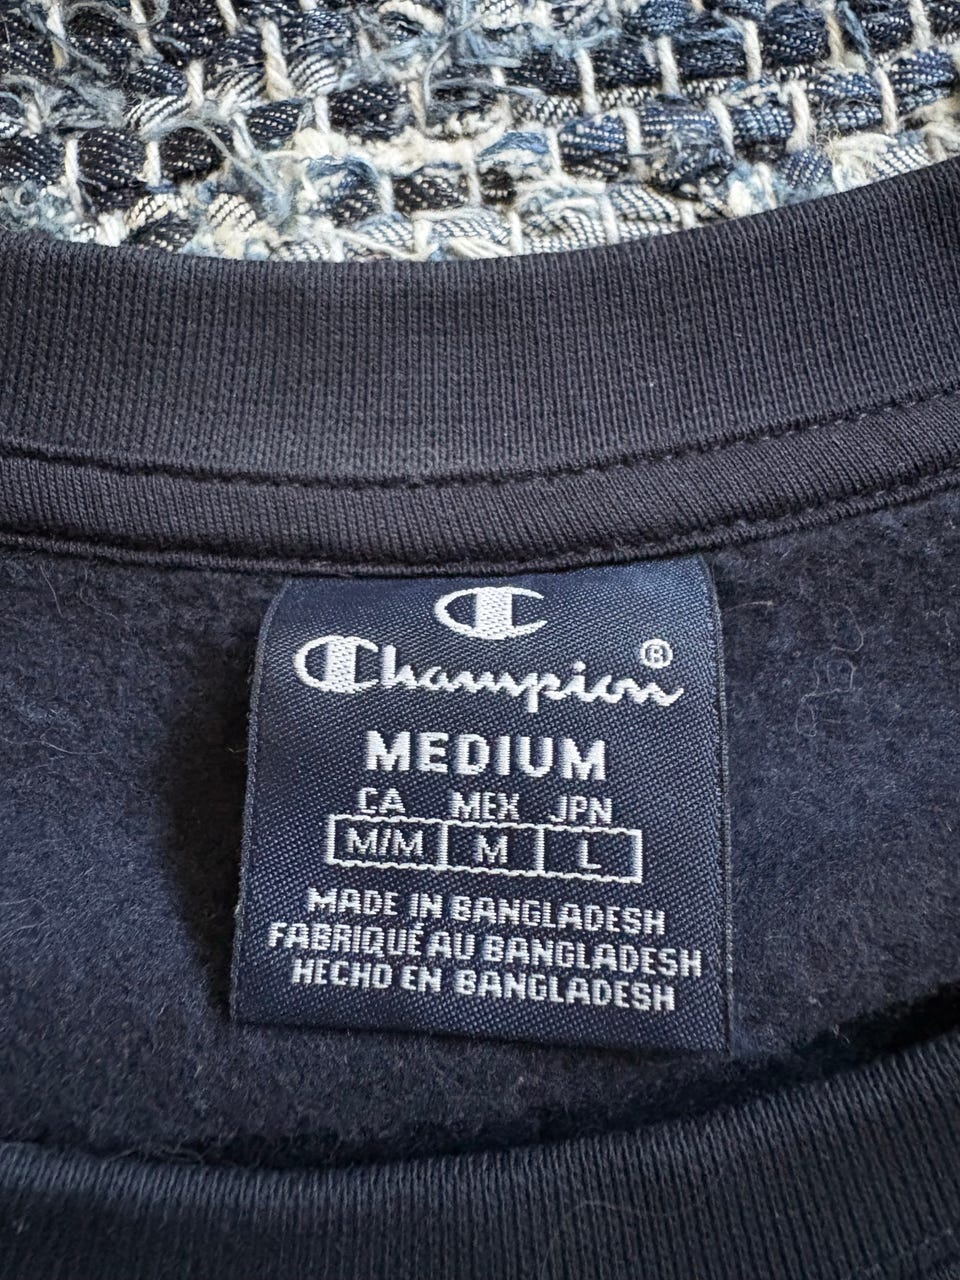 C
Champion®
MEDIUM
CA MEX JPN
M/M M L
MADE IN BANGLADESH
FABRIQUÉ AU BANGLADESH
HECHO EN BANGLADESH